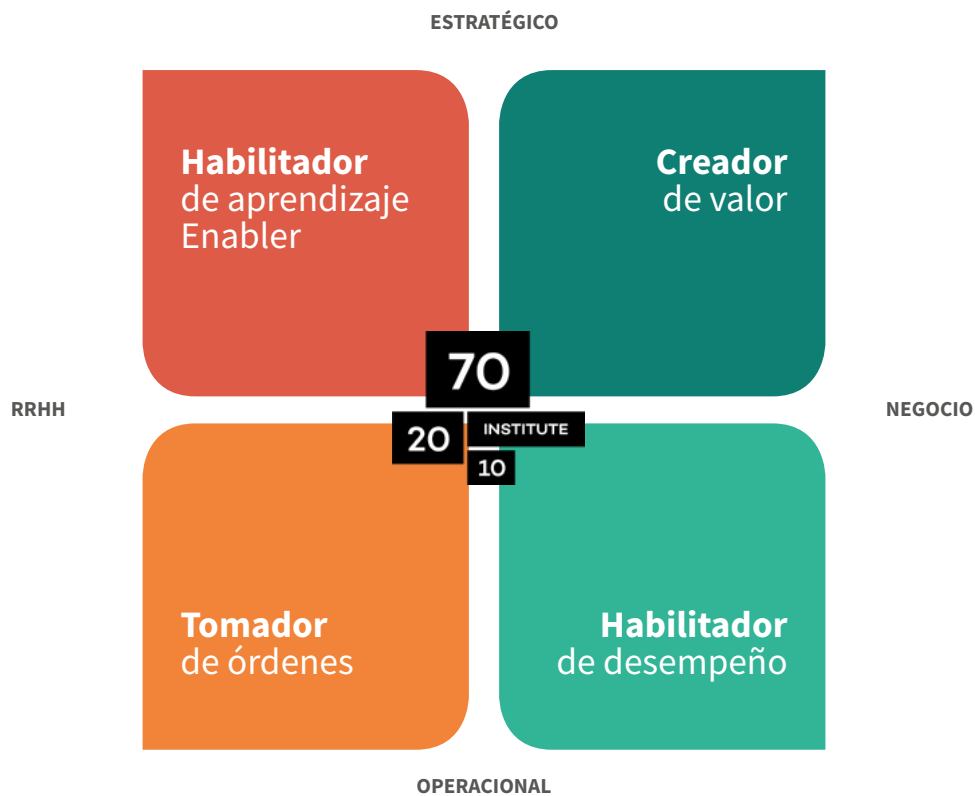 ESTRATÉGICO
Habilitador
de aprendizaje
Enabler
Creador
de valor
70
RRHH
NEGOCIO
20
INSTITUTE
10
Tomador
de órdenes
Habilitador
de desempeño
OPERACIONAL